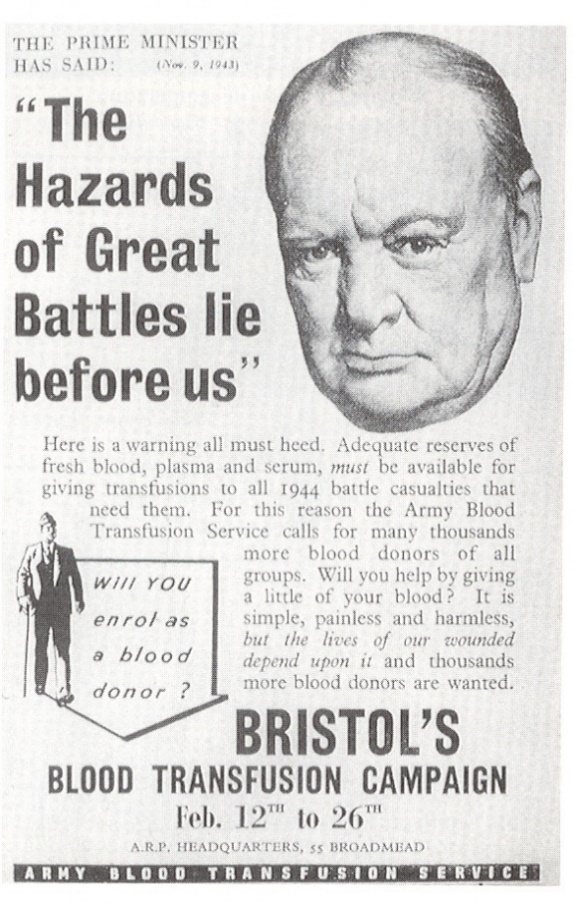 THE PRIME MINISTER
HAS SAID: (Nov. 9, 1943)
“The
Hazards
of Great
Battles lie
before us”
Here is a warning all must heed. Adequate reserves of
fresh blood, plasma and serum, must be available for
giving transfusions to all 1944 battle casualties that
need them. For this reason the Army Blood
Transfusion Service calls for many thousands
more blood donors of all
groups. Will you help by giving
a little of your blood? It is
simple, painless and harmless,
but the lives of our wounded
depend upon it and thousands
more blood donors are wanted.
Will YOU
enrol as
a blood
donor ?
BRISTOL’S
BLOOD TRANSFUSION CAMPAIGN
Feb. 12TH to 26TH
A.R.P. HEADQUARTERS, 55 BROADMEAD
ARMY BLOOD TRANSFUSION SERVICE